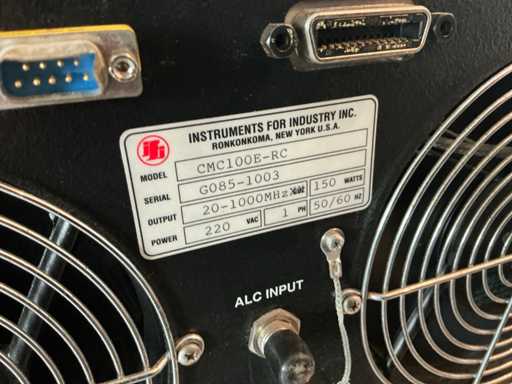 INSTRUMENTS FOR INDUSTRY INC.
RONKONKOMA, NEW YORK U.S.A.
ifi
MODEL CMC100E-RC
SERIAL G085-1003
OUTPUT 20-1000MHz 150 WATTS
POWER 220 VAC 1 PH 50/60 HZ
ALC INPUT